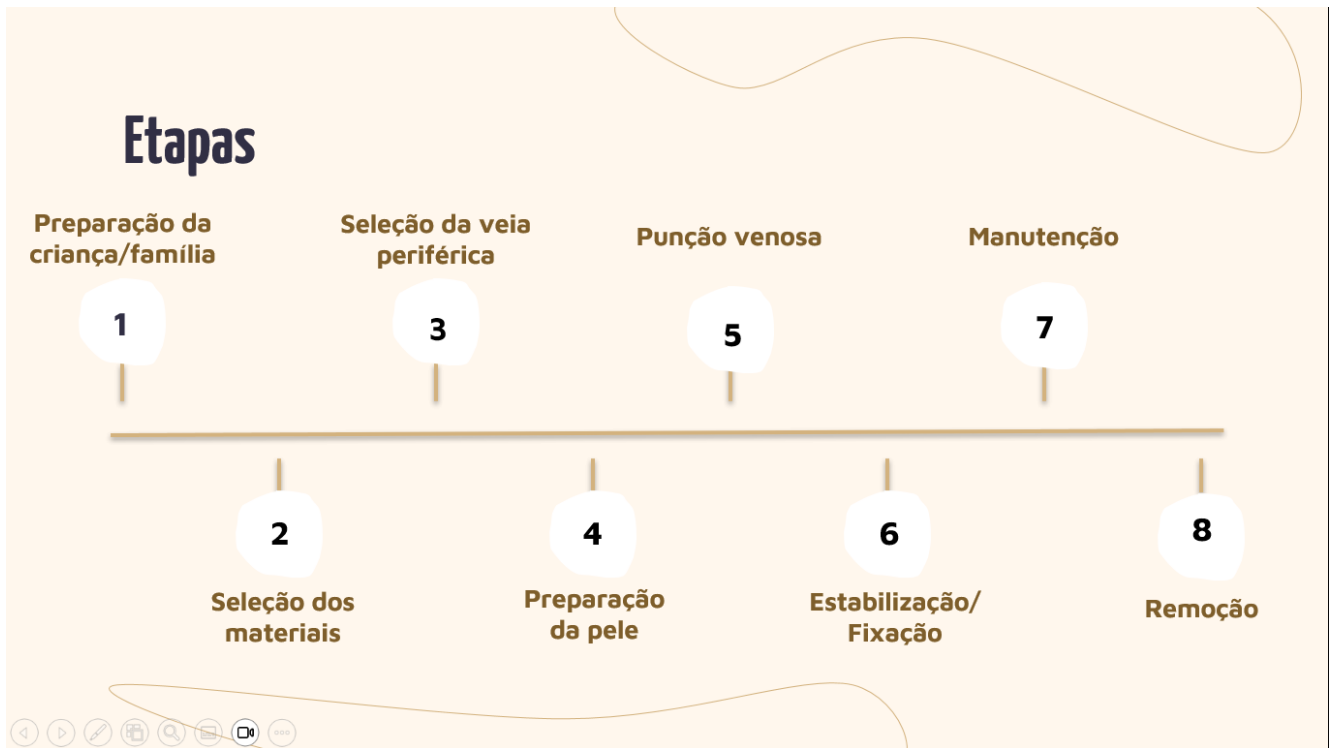 Etapas
Preparação da
criança/família
1
2
Seleção dos
materiais
Seleção da veia
periférica
3
4
Preparação
da pele
Punção venosa
5
6
Estabilização/
Fixação
Manutenção
7
8
Remoção